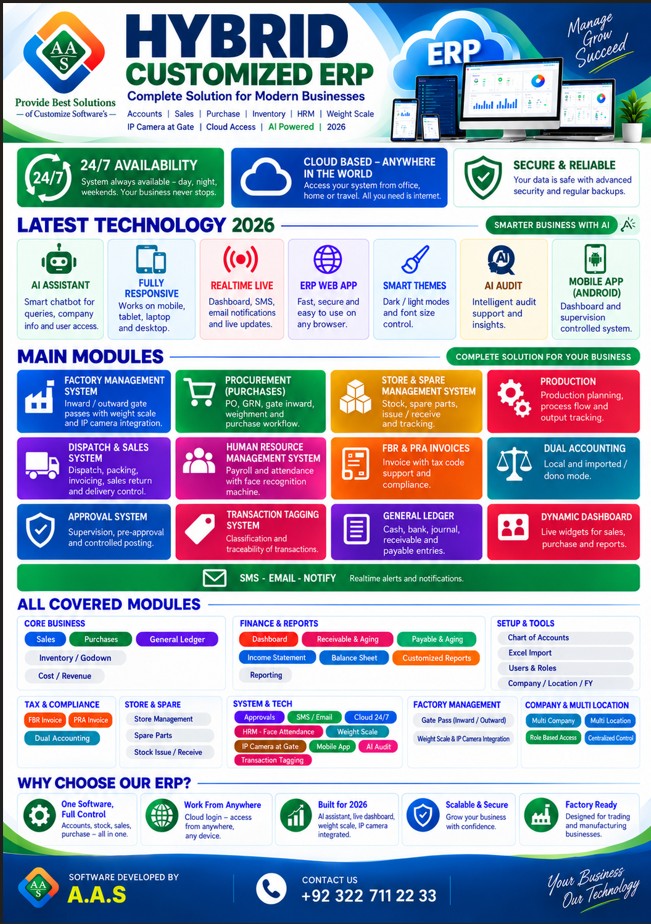 A A
S
Provide Best Solutions
— of Customize Software's —
HYBRID
CUSTOMIZED ERP
Complete Solution for Modern Businesses
Accounts | Sales | Purchase | Inventory | HRM | Weight Scale
IP Camera at Gate | Cloud Access | AI Powered | 2026
ERP
Manage
Grow
Succeed
24/7
24/7 AVAILABILITY
System always available – day, night,
weekends. Your business never stops.
CLOUD BASED – ANYWHERE
IN THE WORLD
Access your system from office,
home or travel. All you need is internet.
SECURE & RELIABLE
Your data is safe with advanced
security and regular backups.
LATEST TECHNOLOGY 2026
SMARTER BUSINESS WITH AI
AI ASSISTANT
Smart chatbot for
queries, company
info and user access.
FULLY
RESPONSIVE
Works on mobile,
tablet, laptop
and desktop.
REALTIME LIVE
Dashboard, SMS,
email notifications
and live updates.
ERP WEB APP
Fast, secure and
easy to use on
any browser.
SMART THEMES
Dark / light modes
and font size
control.
AI
AI AUDIT
Intelligent audit
support and
insights.
MOBILE APP
(ANDROID)
Dashboard and
supervision
controlled system.
MAIN MODULES
COMPLETE SOLUTION FOR YOUR BUSINESS
FACTORY MANAGEMENT
SYSTEM
Inward / outward gate
passes with weight scale
and IP camera integration.
PROCUREMENT
(PURCHASES)
PO, GRN, gate inward,
weighment and
purchase workflow.
STORE & SPARE
MANAGEMENT SYSTEM
Stock, spare parts,
issue / receive
and tracking.
PRODUCTION
Production planning,
process flow and
output tracking.
DISPATCH & SALES
SYSTEM
Dispatch, packing,
invoicing, sales return
and delivery control.
HUMAN RESOURCE
MANAGEMENT SYSTEM
Payroll and attendance
with face recognition
machine.
FBR & PRA INVOICES
Invoice with tax code
support and
compliance.
DUAL ACCOUNTING
Local and imported /
dono mode.
APPROVAL SYSTEM
Supervision, pre-approval
and controlled posting.
TRANSACTION TAGGING
SYSTEM
Classification and
traceability of transactions.
GENERAL LEDGER
Cash, bank, journal,
receivable and
payable entries.
DYNAMIC DASHBOARD
Live widgets for sales,
purchase and reports.
SMS - EMAIL - NOTIFY Realtime alerts and notifications.
ALL COVERED MODULES
CORE BUSINESS
Sales Purchases General Ledger
Inventory / Godown
Cost / Revenue
FINANCE & REPORTS
Dashboard Receivable & Aging Payable & Aging
Income Statement Balance Sheet Customized Reports
Reporting
SETUP & TOOLS
Chart of Accounts
Excel Import
Users & Roles
Company / Location / FY
TAX & COMPLIANCE
FBR Invoice PRA Invoice
Dual Accounting
STORE & SPARE
Store Management
Spare Parts
Stock Issue / Receive
SYSTEM & TECH
Approvals SMS / Email Cloud 24/7
HRM - Face Attendance Weight Scale
IP Camera at Gate Mobile App AI Audit
Transaction Tagging
FACTORY MANAGEMENT
Gate Pass (Inward / Outward)
Weight Scale & IP Camera Integration
COMPANY & MULTI LOCATION
Multi Company Multi Location
Role Based Access Centralized Control
WHY CHOOSE OUR ERP?
One Software,
Full Control
Accounts, stock, sales,
purchase – all in one.
Work From Anywhere
Cloud login – access
from anywhere,
any device.
Built for 2026
AI assistant, live dashboard,
weight scale, IP camera
integrated.
Scalable & Secure
Grow your business
with confidence.
Factory Ready
Designed for trading
and manufacturing
businesses.
A A
S
SOFTWARE DEVELOPED BY
A.A.S
CONTACT US
+92 322 711 22 33
Your Business
Our Technology